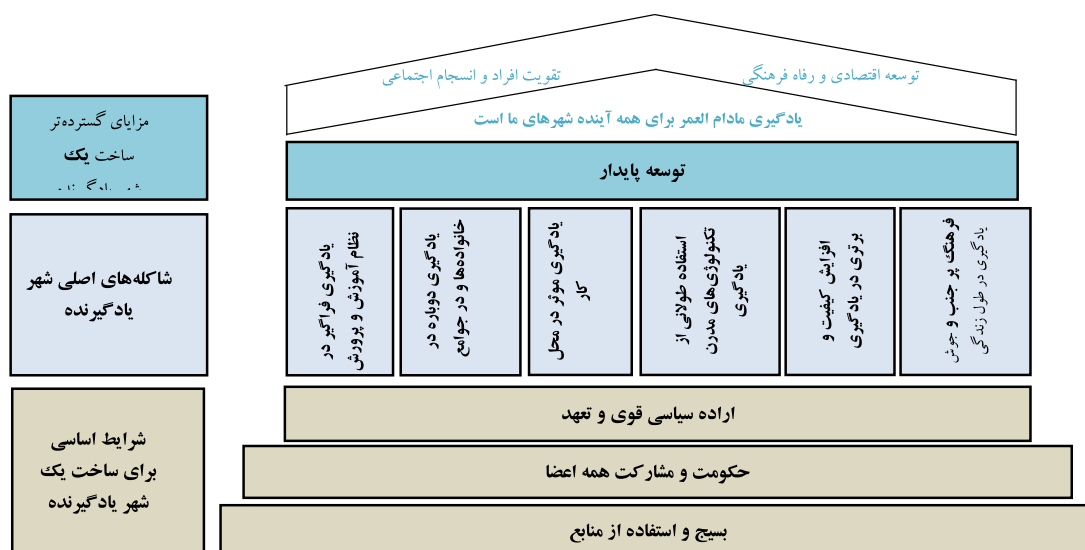 تقویت افراد و انسجام اجتماعی
توسعه اقتصادی و رفاه فرهنگی
یادگیری مادام العمر برای همه آینده شهرهای ما است
مزایای گسترده‌تر
ساخت یک
شهر یادگیرنده
توسعه پایدار
شاکله‌های اصلی شهر
یادگیرنده
یادگیری فراگیر در
نظام آموزش و پرورش
یادگیری دوباره در
خانواده‌ها و در جوامع
یادگیری موثر در محل
کار
استفاده طولانی از
تکنولوژی‌های مدرن
یادگیری
افزایش کیفیت و
برتری در یادگیری
فرهنگ پر جنب و جوش
یادگیری در طول زندگی
شرایط اساسی
برای ساخت یک
شهر یادگیرنده
اراده سیاسی قوی و تعهد
حکومت و مشارکت همه اعضا
بسیج و استفاده از منابع